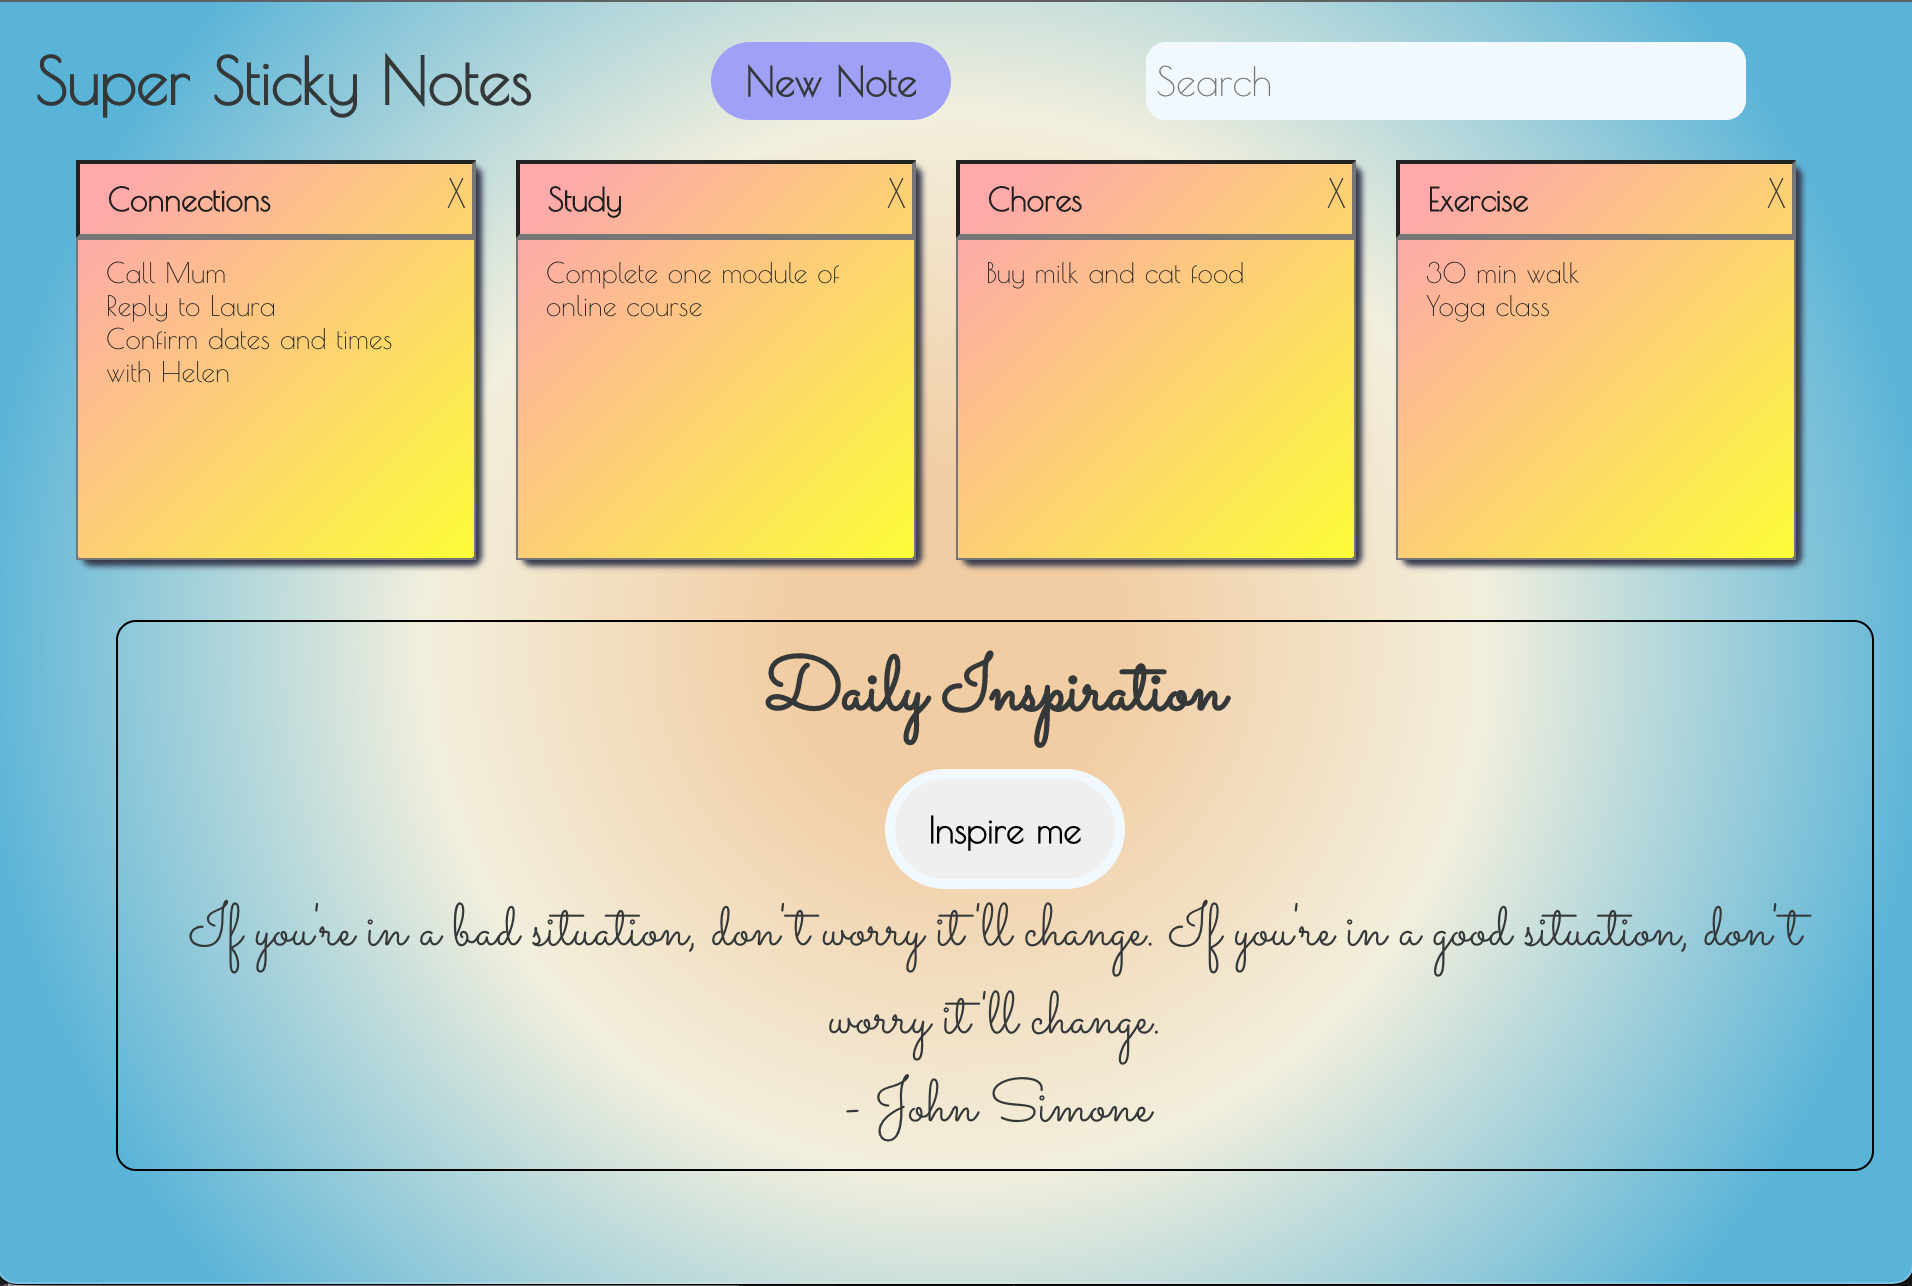 Super Sticky Notes
New Note
Search
Connections
X
Call Mum
Reply to Laura
Confirm dates and times
with Helen
Study
X
Complete one module of
online course
Chores
X
Buy milk and cat food
Exercise
X
30 min walk
Yoga class
Daily Inspiration
Inspire me
If you're in a bad situation, don't worry it'll change. If you're in a good situation, don't
worry it'll change.
- John Simone